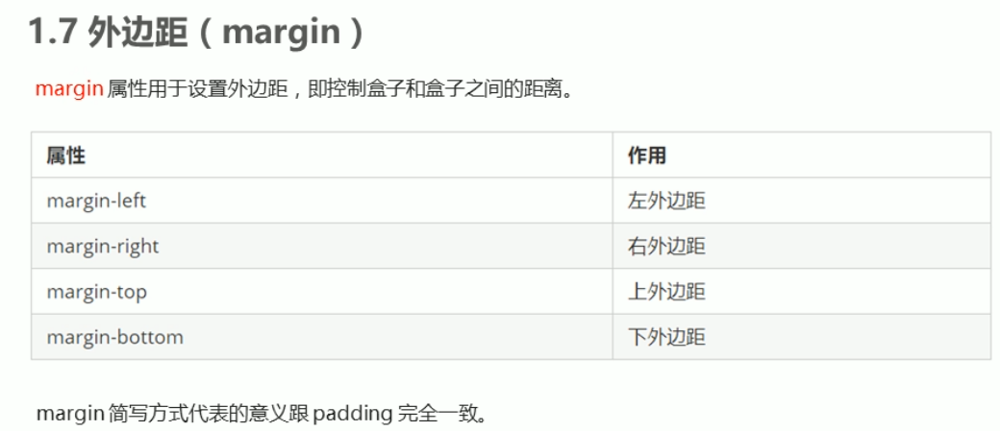 1.7 外边距（margin）
margin 属性用于设置外边距，即控制盒子和盒子之间的距离。
属性 作用
margin-left 左外边距
margin-right 右外边距
margin-top 上外边距
margin-bottom 下外边距
margin 简写方式代表的意义跟 padding 完全一致。